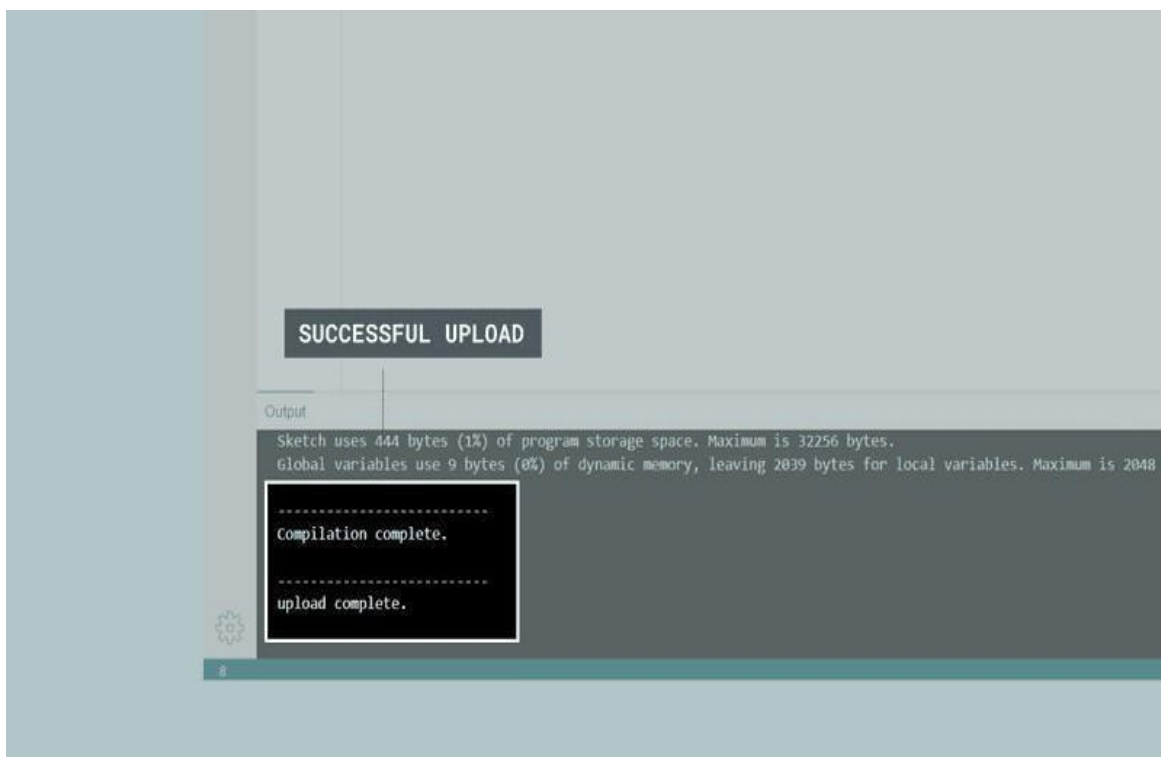 SUCCESSFUL UPLOAD
Output
Sketch uses 444 bytes (1%) of program storage space. Maximum is 32256 bytes.
Global variables use 9 bytes (0%) of dynamic memory, leaving 2039 bytes for local variables. Maximum is 2048
--------------------------
Compilation complete.
--------------------------
upload complete.